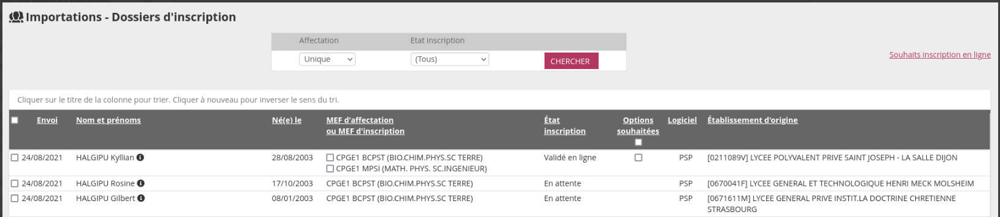 Importations - Dossiers d'inscription
Affectation Etat inscription
Unique (Tous) CHERCHER
Souhaits inscription en ligne
Cliquer sur le titre de la colonne pour trier. Cliquer à nouveau pour inverser le sens du tri.
Envoi Nom et prénoms Né(e) le MEF d'affectation État Options Logiciel Établissement d'origine
ou MEF d'inscription inscription souhaitées
24/08/2021 HALGIPU Kyllian 28/08/2003 CPGE1 BCPST (BIO.CHIM.PHYS.SC TERRE) Validé en ligne PSP [0211089V] LYCEE POLYVALENT PRIVE SAINT JOSEPH - LA SALLE DIJON
CPGE1 MPSI (MATH. PHYS. SC.INGENIEUR)
24/08/2021 HALGIPU Rosine 17/10/2003 CPGE1 BCPST (BIO.CHIM.PHYS.SC TERRE) En attente PSP [0670041F] LYCEE GENERAL ET TECHNOLOGIQUE HENRI MECK MOLSHEIM
24/08/2021 HALGIPU Gilbert 08/01/2003 CPGE1 BCPST (BIO.CHIM.PHYS.SC TERRE) En attente PSP [0671611M] LYCEE GENERAL PRIVE INSTIT.LA DOCTRINE CHRETIENNE
STRASBOURG